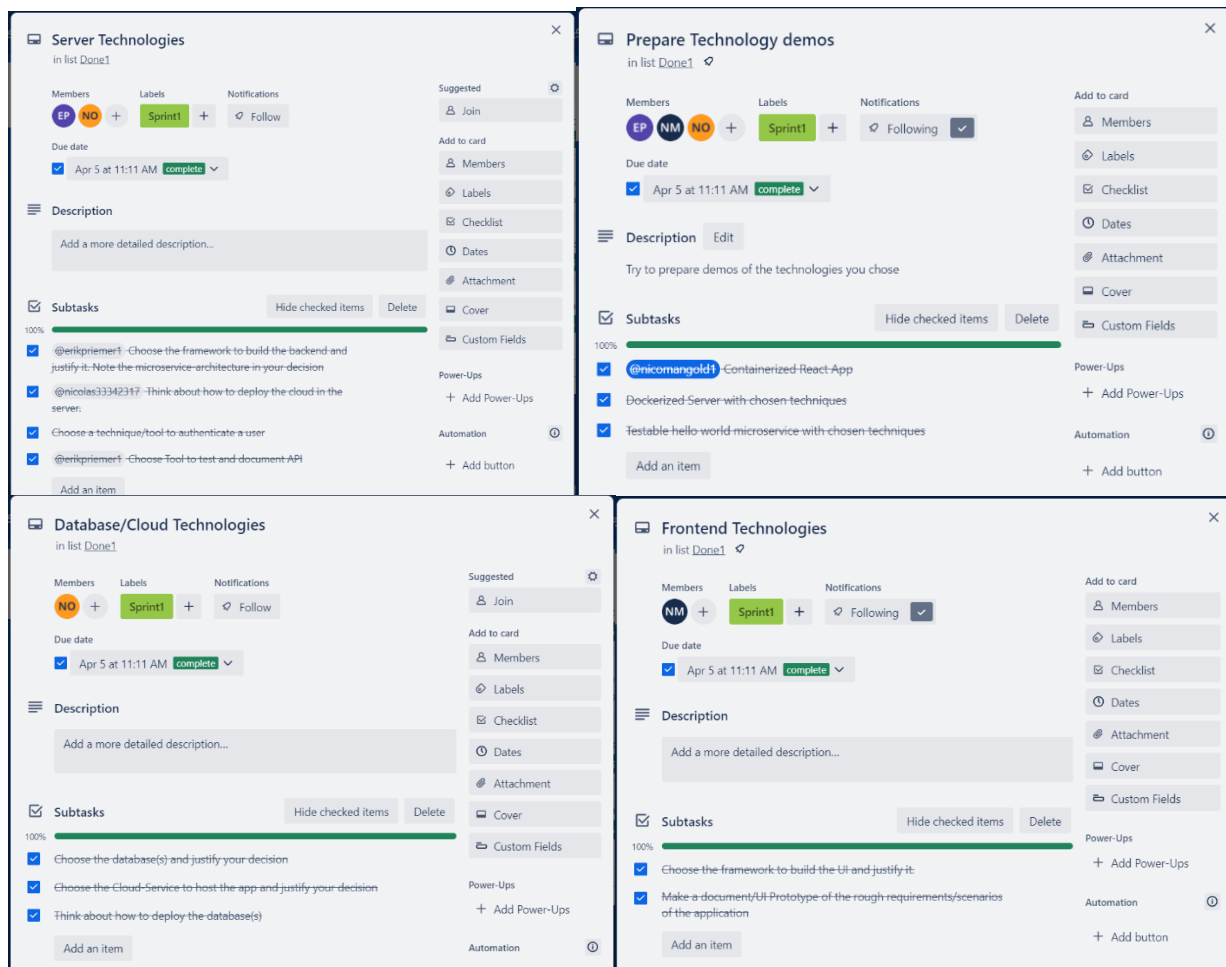 Server Technologies
in list Done1
Members Labels Notifications
EP NO + Sprint1 + Follow
Due date
Apr 5 at 11:11 AM complete
Description
Add a more detailed description...
Subtasks Hide checked items Delete
100%
@erikpriemer1 Choose the framework to build the backend and
justify it. Note the microservice-architecture in your decision
@nicolas33342317 Think about how to deploy the cloud in the
server.
Choose a technique/tool to authenticate a user
@erikpriemer1 Choose Tool to test and document API
Add an item
Suggested
Join
Add to card
Members
Labels
Checklist
Dates
Attachment
Cover
Custom Fields
Power-Ups
+ Add Power-Ups
Automation
+ Add button
Prepare Technology demos
in list Done1
Members Labels Notifications
EP NM NO + Sprint1 + Following
Due date
Apr 5 at 11:11 AM complete
Description Edit
Try to prepare demos of the technologies you chose
Subtasks Hide checked items Delete
100%
@nicomangold1 Containerized React App
Dockerized Server with chosen techniques
Testable hello world microservice with chosen techniques
Add an item
Add to card
Members
Labels
Checklist
Dates
Attachment
Cover
Custom Fields
Power-Ups
+ Add Power-Ups
Automation
+ Add button
Database/Cloud Technologies
in list Done1
Members Labels Notifications
NO + Sprint1 + Follow
Due date
Apr 5 at 11:11 AM complete
Description
Add a more detailed description...
Subtasks Hide checked items Delete
100%
Choose the database(s) and justify your decision
Choose the Cloud-Service to host the app and justify your decision
Think about how to deploy the database(s)
Add an item
Suggested
Join
Add to card
Members
Labels
Checklist
Dates
Attachment
Cover
Custom Fields
Power-Ups
+ Add Power-Ups
Automation
Frontend Technologies
in list Done1
Members Labels Notifications
NM + Sprint1 + Following
Due date
Apr 5 at 11:11 AM complete
Description
Add a more detailed description...
Subtasks Hide checked items Delete
100%
Choose the framework to build the UI and justify it.
Make a document/UI Prototype of the rough requirements/scenarios
of the application
Add an item
Add to card
Members
Labels
Checklist
Dates
Attachment
Cover
Custom Fields
Power-Ups
+ Add Power-Ups
Automation
+ Add button